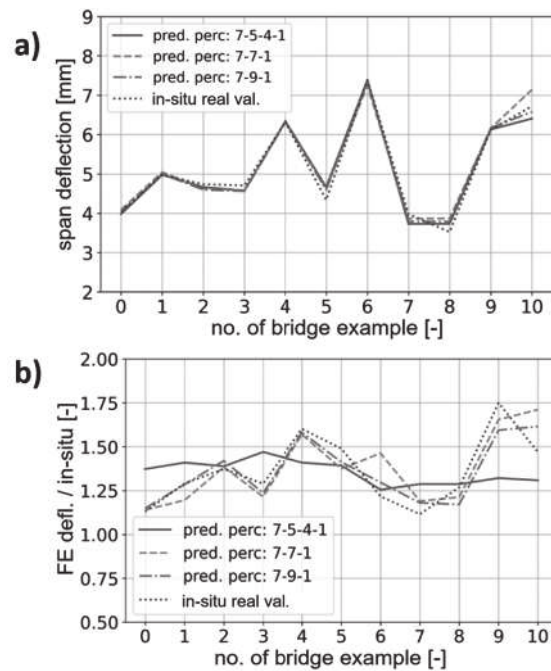 a)
span deflection [mm]
9
8
7
6
5
4
3
2
pred. perc: 7-5-4-1
pred. perc: 7-7-1
pred. perc: 7-9-1
in-situ real val.
0 1 2 3 4 5 6 7 8 9 10
no. of bridge example [-]
b)
FE defl. / in-situ [-]
2.00
1.75
1.50
1.25
1.00
0.75
0.50
pred. perc: 7-5-4-1
pred. perc: 7-7-1
pred. perc: 7-9-1
in-situ real val.
0 1 2 3 4 5 6 7 8 9 10
no. of bridge example [-]